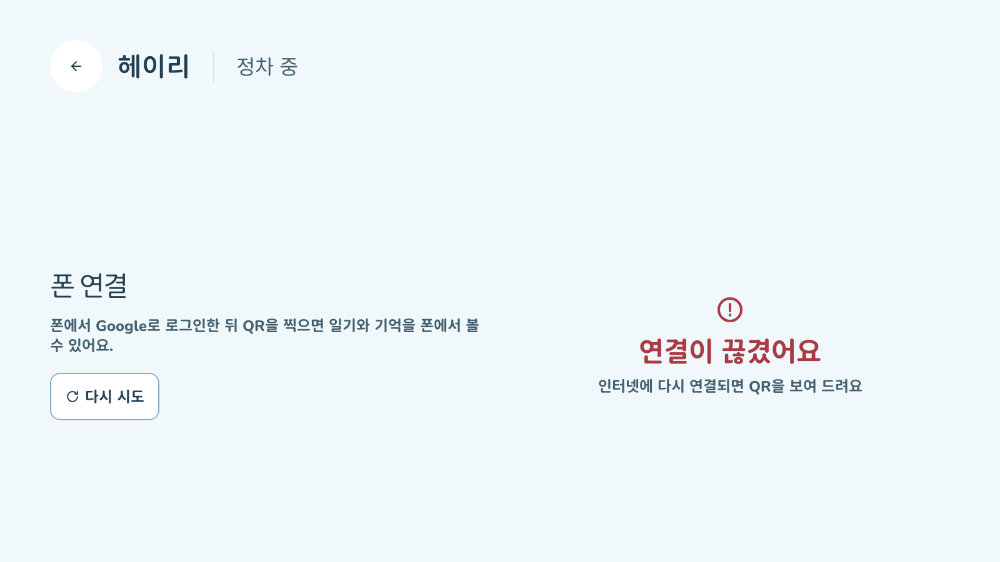 헤이리
정차 중
폰 연결
폰에서 Google로 로그인한 뒤 QR을 찍으면 일기와 기억을 폰에서 볼
수 있어요.
다시 시도
연결이 끊겼어요
인터넷에 다시 연결되면 QR을 보여 드려요